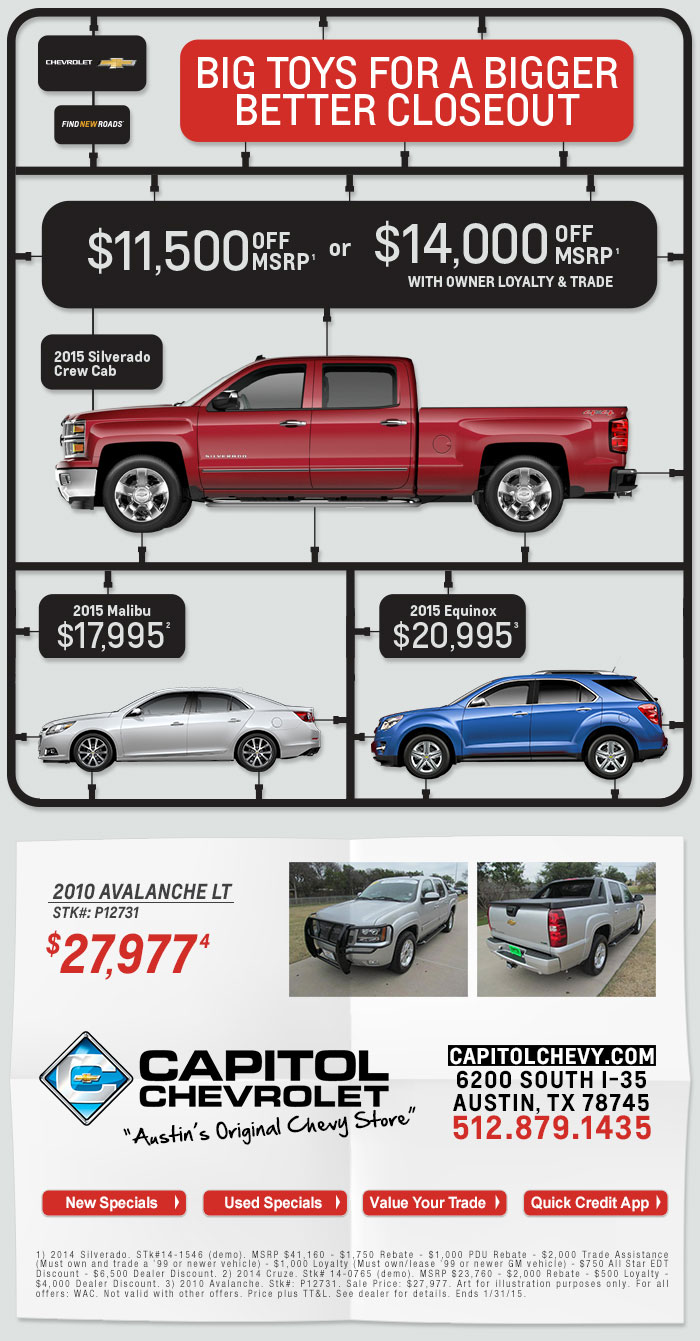 CHEVROLET
FIND NEW ROADS
BIG TOYS FOR A BIGGER
BETTER CLOSEOUT
$11,500 OFF MSRP¹ or $14,000 OFF MSRP¹
WITH OWNER LOYALTY & TRADE
2015 Silverado
Crew Cab
SILVERADO
4x4
2015 Malibu
$17,995²
2015 Equinox
$20,995³
2010 AVALANCHE LT
STK#: P12731
$27,977⁴
CAPITOL
CHEVROLET
"Austin's Original Chevy Store"
CAPITOLCHEVY.COM
6200 SOUTH I-35
AUSTIN, TX 78745
512.879.1435
New Specials
Used Specials
Value Your Trade
Quick Credit App
1) 2014 Silverado. STk#14-1546 (demo). MSRP $41,160 - $1,750 Rebate - $1,000 PDU Rebate - $2,000 Trade Assistance
(Must own and trade a '99 or newer vehicle) - $1,000 Loyalty (Must own/lease '99 or newer GM vehicle) - $750 All Star EDT
Discount - $6,500 Dealer Discount. 2) 2014 Cruze. Stk# 14-0765 (demo). MSRP $23,760 - $2,000 Rebate - $500 Loyalty -
$4,000 Dealer Discount. 3) 2010 Avalanche. Stk#: P12731. Sale Price: $27,977. Art for illustration purposes only. For all
offers: WAC. Not valid with other offers. Price plus TT&L. See dealer for details. Ends 1/31/15.